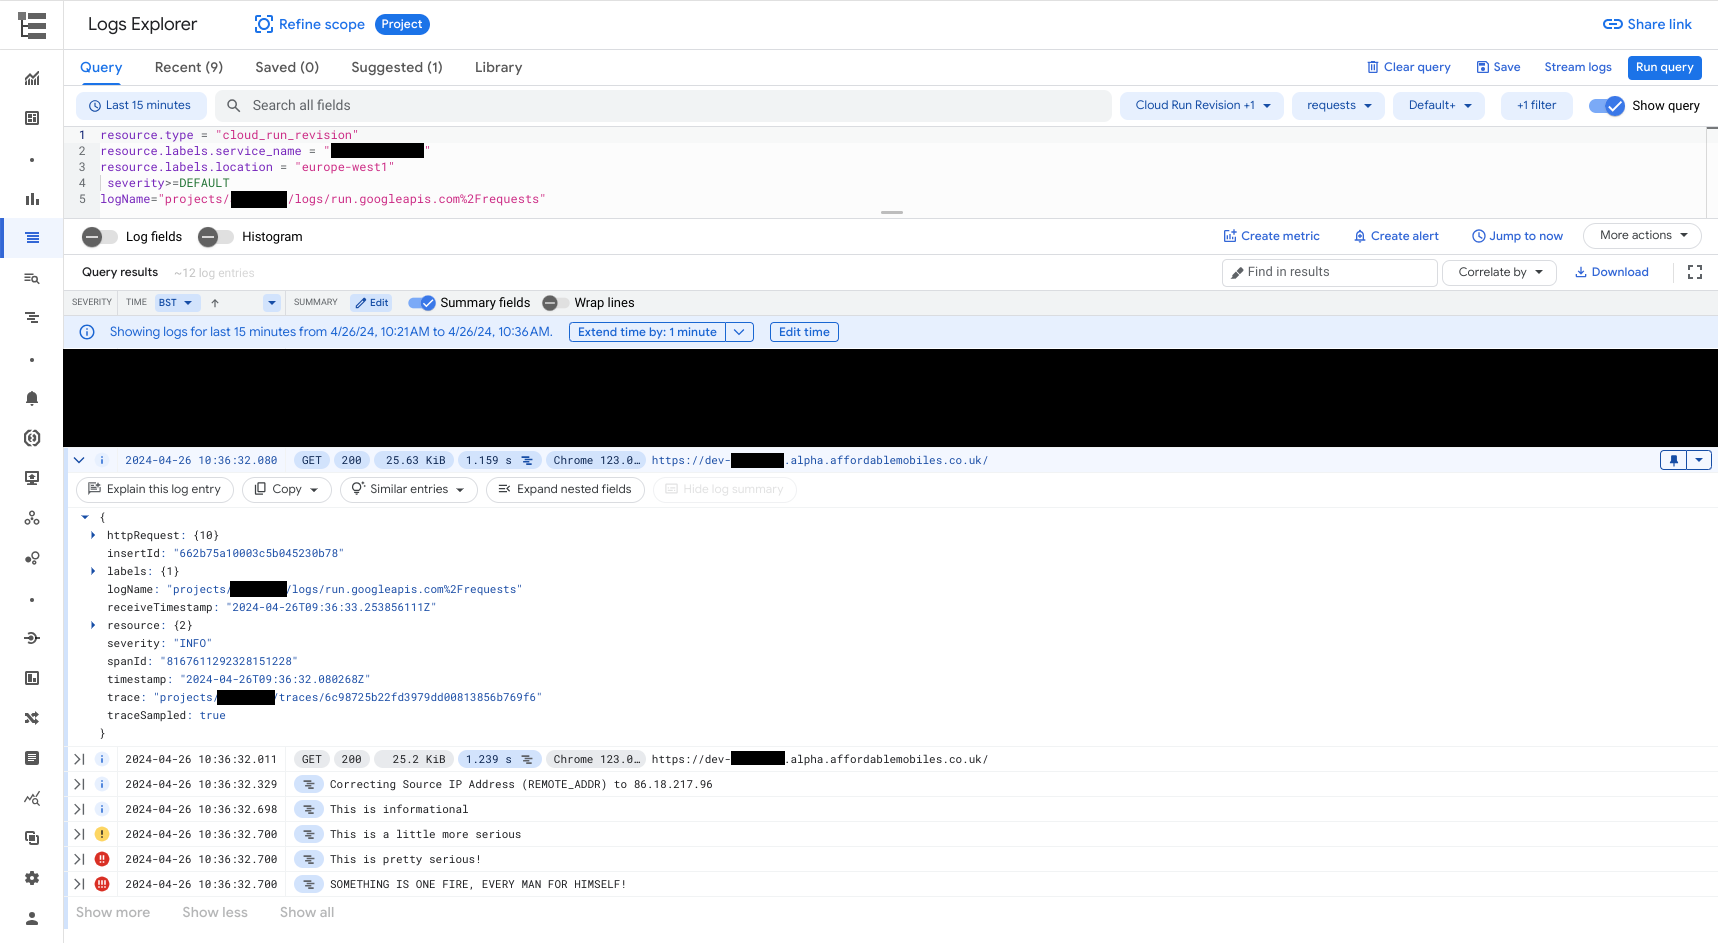 Logs Explorer Refine scope Project Share link
Query Recent (9) Saved (0) Suggested (1) Library Clear query Save Stream logs Run query
Last 15 minutes Search all fields Cloud Run Revision +1 requests Default+ +1 filter Show query
1 resource.type = "cloud_run_revision"
2 resource.labels.service_name = " "
3 resource.labels.location = "europe-west1"
4 severity>=DEFAULT
5 logName="projects/ /logs/run.googleapis.com%2Frequests"
Log fields Histogram Create metric Create alert Jump to now More actions
Query results ~12 log entries Find in results Correlate by Download
SEVERITY TIME BST SUMMARY Edit Summary fields Wrap lines
Showing logs for last 15 minutes from 4/26/24, 10:21 AM to 4/26/24, 10:36 AM. Extend time by: 1 minute Edit time
2024-04-26 10:36:32.080 GET 200 25.63 KiB 1.159 s Chrome 123.0… https://dev- .alpha.affordablemobiles.co.uk/
Explain this log entry Copy Similar entries Expand nested fields Hide log summary
{
httpRequest: {10}
insertId: "662b75a10003c5b045230b78"
labels: {1}
logName: "projects/ /logs/run.googleapis.com%2Frequests"
receiveTimestamp: "2024-04-26T09:36:33.253856111Z"
resource: {2}
severity: "INFO"
spanId: "8167611292328151228"
timestamp: "2024-04-26T09:36:32.080268Z"
trace: "projects/ /traces/6c98725b22fd3979dd00813856b769f6"
traceSampled: true
}
2024-04-26 10:36:32.011 GET 200 25.2 KiB 1.239 s Chrome 123.0… https://dev- .alpha.affordablemobiles.co.uk/
2024-04-26 10:36:32.329 Correcting Source IP Address (REMOTE_ADDR) to 86.18.217.96
2024-04-26 10:36:32.698 This is informational
2024-04-26 10:36:32.700 This is a little more serious
2024-04-26 10:36:32.700 This is pretty serious!
2024-04-26 10:36:32.700 SOMETHING IS ONE FIRE, EVERY MAN FOR HIMSELF!
Show more Show less Show all